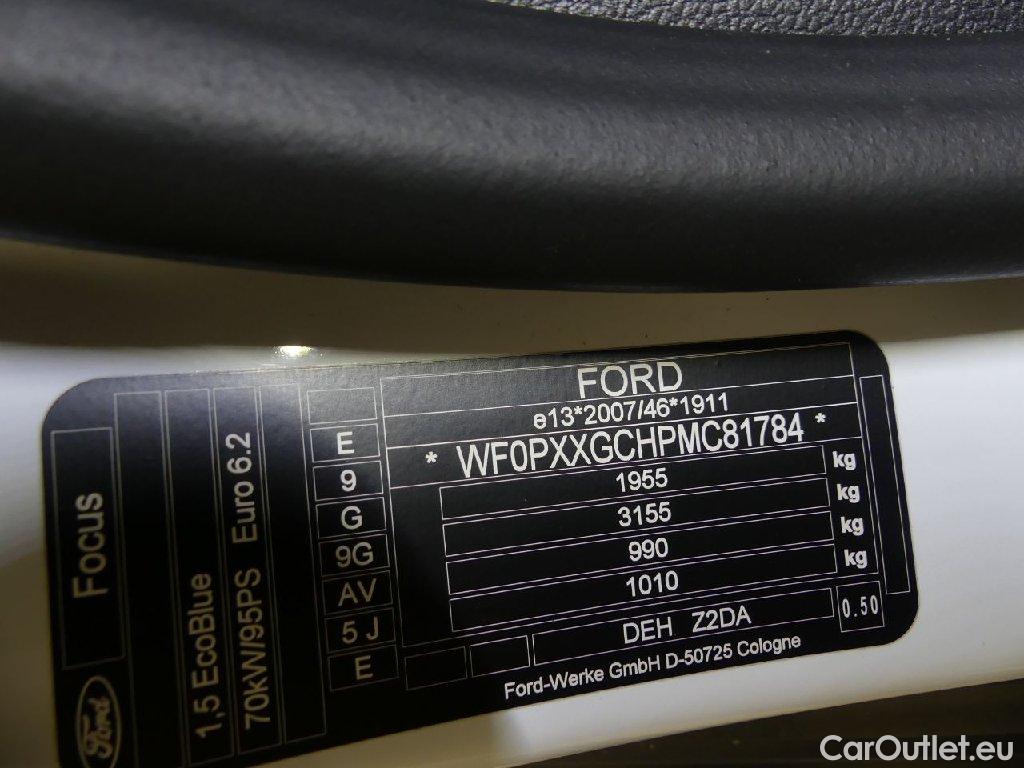 FORD
e13*2007/46*1911
* WF0PXXGCHPMC81784 *
1955 kg
3155 kg
990 kg
1010 kg
DEH Z2DA
0.50
Ford-Werke GmbH D-50725 Cologne
E
9
G
9G
AV
5 J
E
70kW/95PS Euro 6.2
1,5 EcoBlue
Focus
Ford
CarOutlet.eu